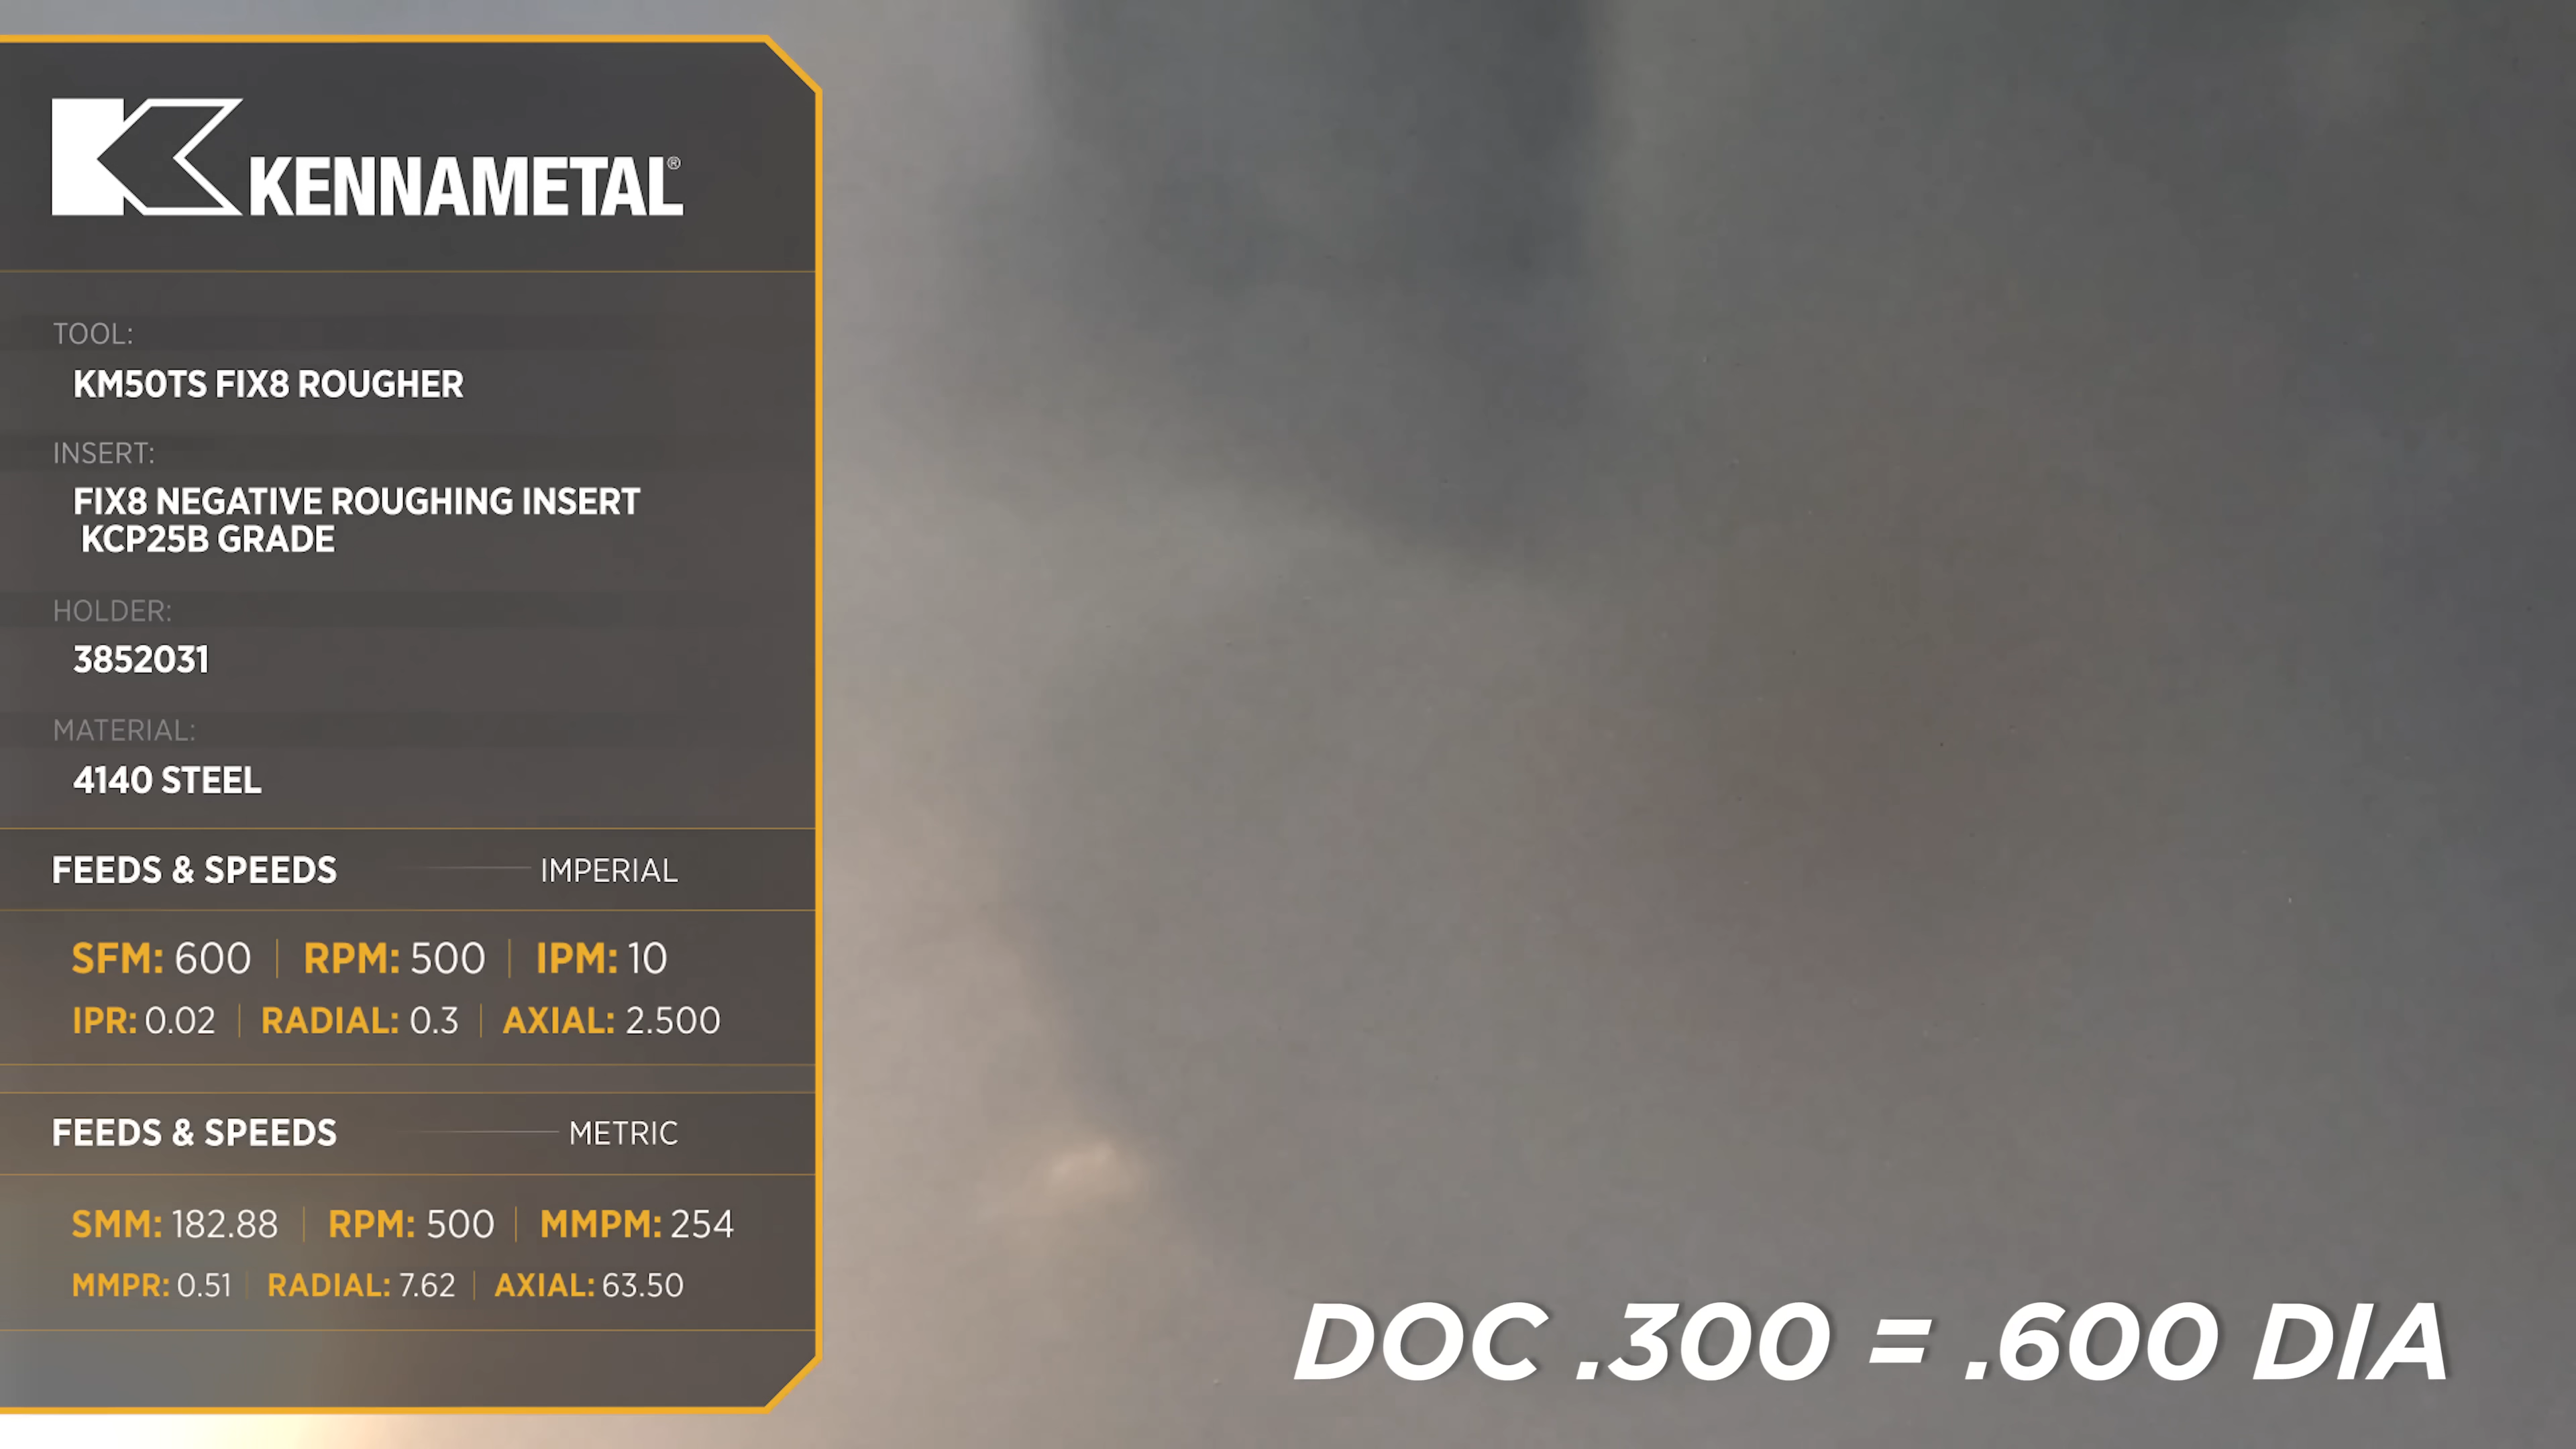 KENNAMETAL®
TOOL:
KM50TS FIX8 ROUGHER
INSERT:
FIX8 NEGATIVE ROUGHING INSERT
KCP25B GRADE
HOLDER:
3852031
MATERIAL:
4140 STEEL
FEEDS & SPEEDS IMPERIAL
SFM: 600 | RPM: 500 | IPM: 10
IPR: 0.02 | RADIAL: 0.3 | AXIAL: 2.500
FEEDS & SPEEDS METRIC
SMM: 182.88 | RPM: 500 | MMPM: 254
MMPR: 0.51 | RADIAL: 7.62 | AXIAL: 63.50
DOC .300 = .600 DIA